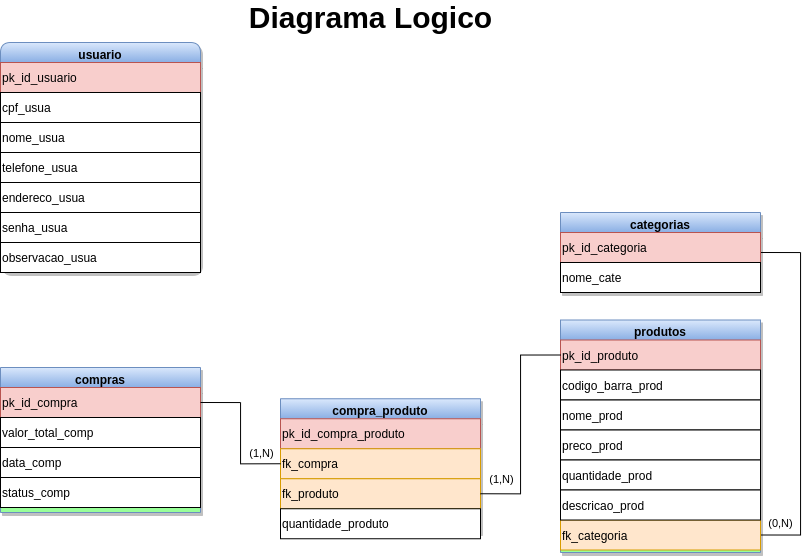 Diagrama Logico
usuario
pk_id_usuario
cpf_usua
nome_usua
telefone_usua
endereco_usua
senha_usua
observacao_usua
categorias
pk_id_categoria
nome_cate
produtos
pk_id_produto
codigo_barra_prod
nome_prod
preco_prod
quantidade_prod
descricao_prod
fk_categoria
(0,N)
compras
pk_id_compra
valor_total_comp
data_comp
status_comp
(1,N)
compra_produto
pk_id_compra_produto
fk_compra
fk_produto
quantidade_produto
(1,N)